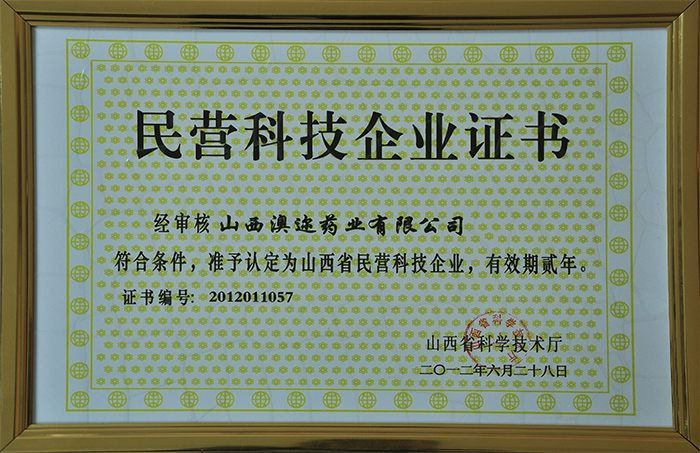 民营科技企业证书
经审核 山西澳迩药业有限公司
符合条件，准予认定为山西省民营科技企业，有效期贰年。
证书编号: 2012011057
山西省科学技术厅
二〇一二年六月二十八日